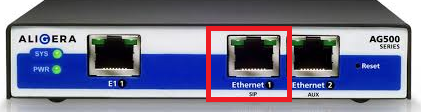 ALIGERA
AG500
SERIES
SYS
PWR
Reset
E1 1
Ethernet 1
Ethernet 2
SIP
AUX